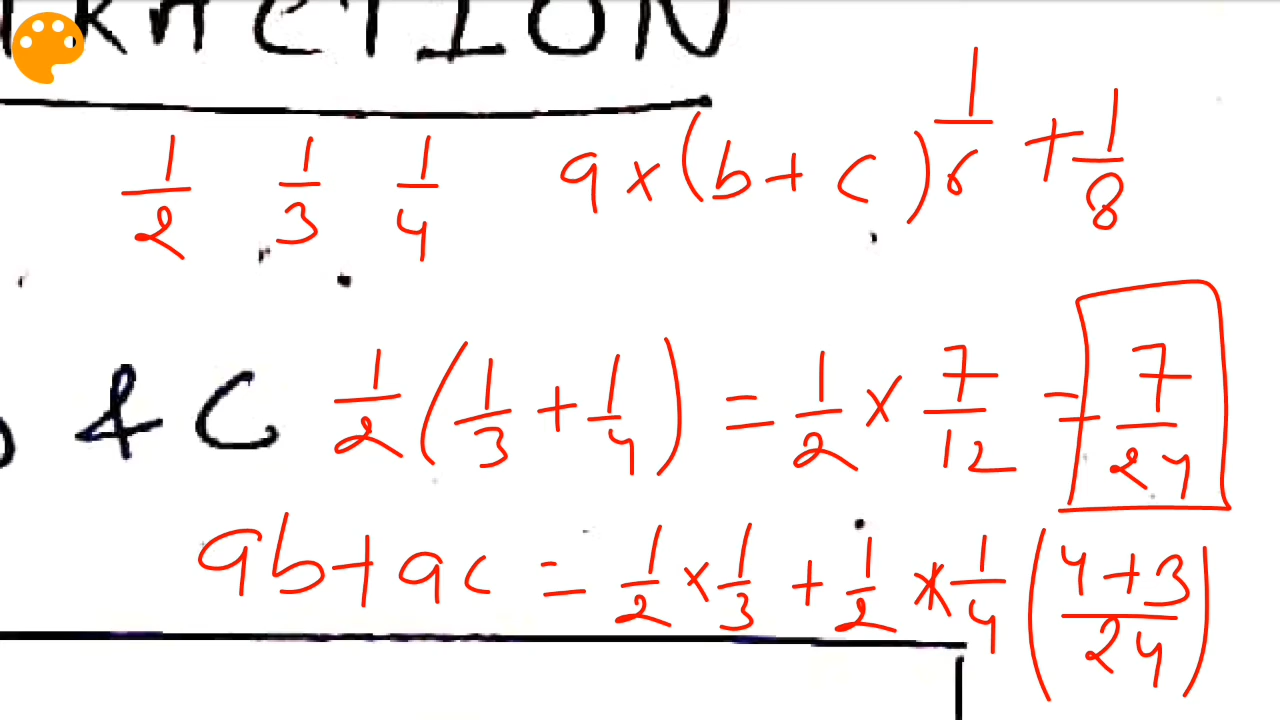 RACTION
1/2 1/3 1/4 a×(b+c) 1/6 + 1/8
& C 1/2 (1/3 + 1/4) = 1/2 × 7/12 = 7/24
ab+ac = 1/2 × 1/3 + 1/2 × 1/4 (4+3/24)